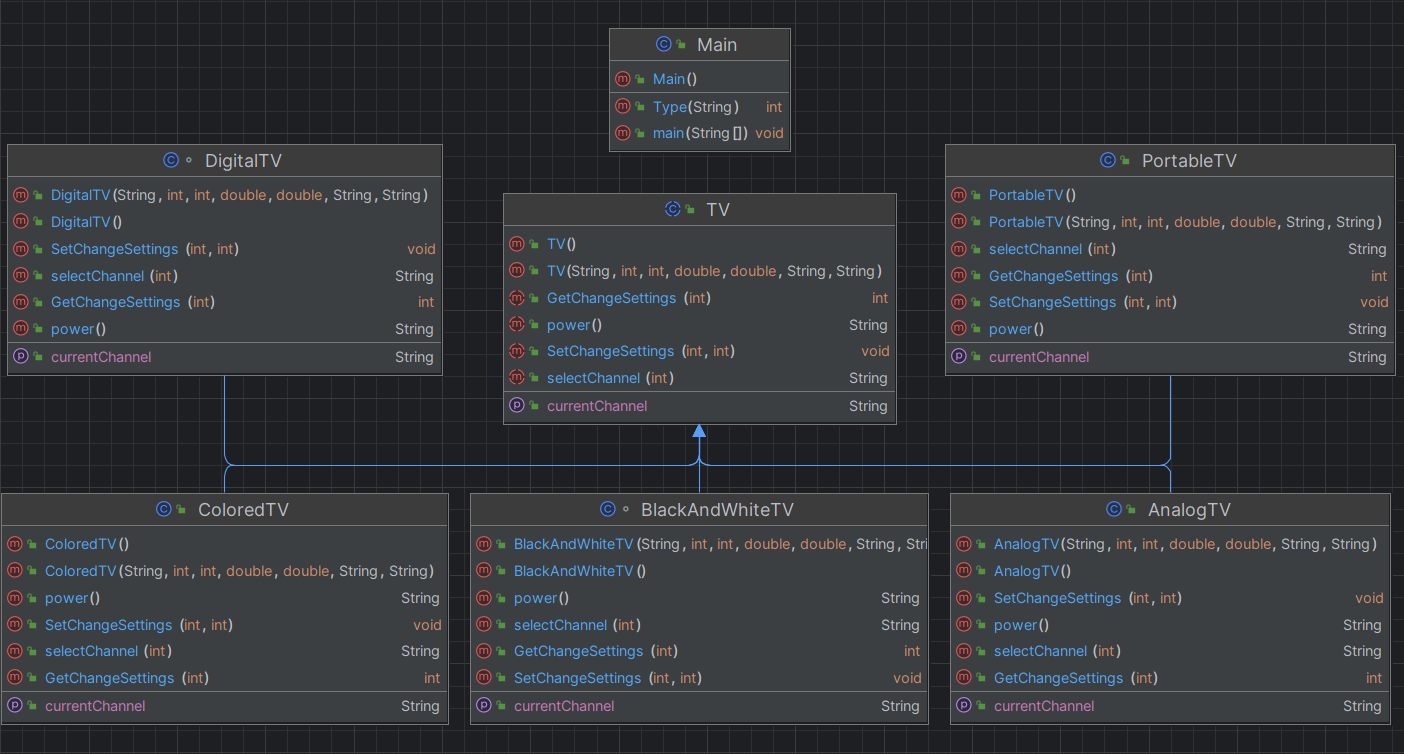 Main
Main()
Type(String) int
main(String[]) void
DigitalTV
DigitalTV(String, int, int, double, double, String, String)
DigitalTV()
SetChangeSettings (int, int) void
selectChannel (int) String
GetChangeSettings (int) int
power() String
currentChannel String
TV
TV()
TV(String, int, int, double, double, String, String)
GetChangeSettings (int) int
power() String
SetChangeSettings (int, int) void
selectChannel (int) String
currentChannel String
PortableTV
PortableTV()
PortableTV(String, int, int, double, double, String, String)
selectChannel (int) String
GetChangeSettings (int) int
SetChangeSettings (int, int) void
power() String
currentChannel String
ColoredTV
ColoredTV()
ColoredTV(String, int, int, double, double, String, String)
power() String
SetChangeSettings (int, int) void
selectChannel (int) String
GetChangeSettings (int) int
currentChannel String
BlackAndWhiteTV
BlackAndWhiteTV(String, int, int, double, double, String, Stri
BlackAndWhiteTV()
power() String
selectChannel (int) String
GetChangeSettings (int) int
SetChangeSettings (int, int) void
currentChannel String
AnalogTV
AnalogTV(String, int, int, double, double, String, String)
AnalogTV()
SetChangeSettings (int, int) void
power() String
selectChannel (int) String
GetChangeSettings (int) int
currentChannel String